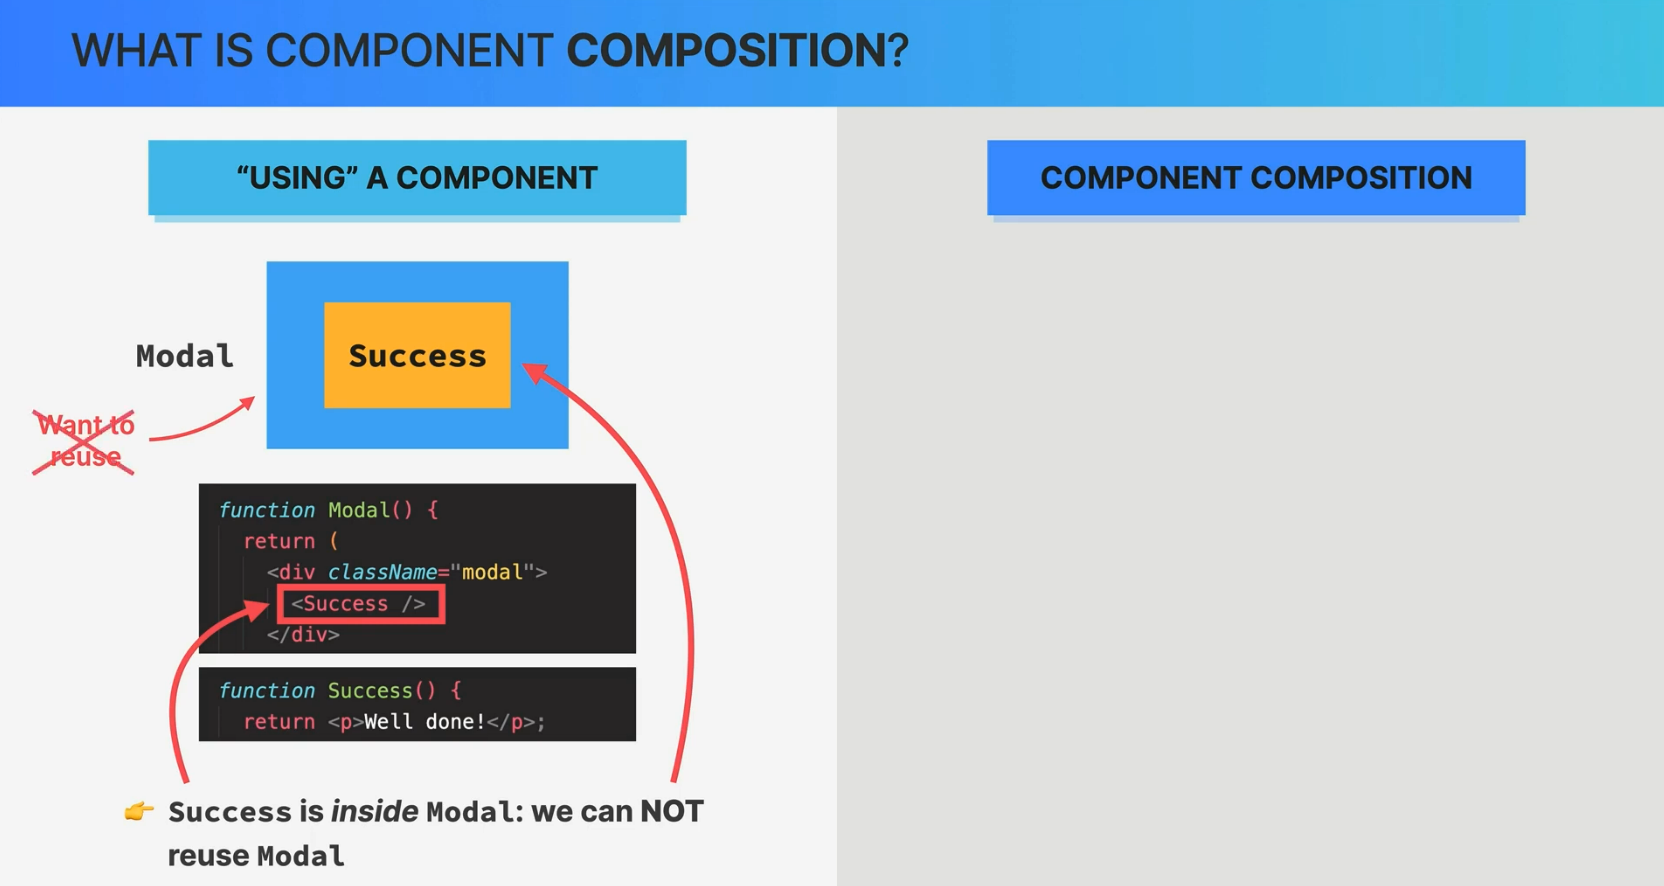 WHAT IS COMPONENT COMPOSITION?
“USING” A COMPONENT
Modal
Success
Want to
reuse
function Modal() {
return (
<div className="modal">
<Success />
</div>
function Success() {
return <p>Well done!</p>;
👉 Success is inside Modal: we can NOT
reuse Modal
COMPONENT COMPOSITION